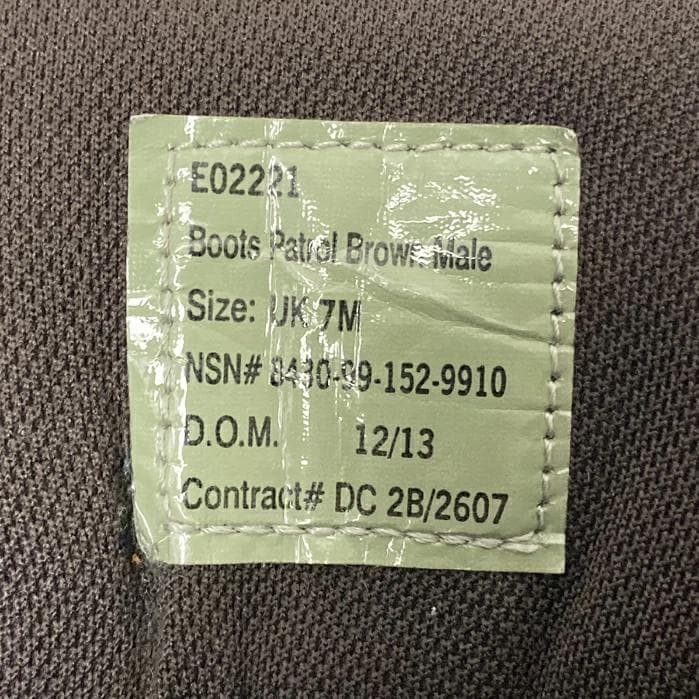 E02221
Boots Patrol Brown Male
Size: UK 7M
NSN# 8430-99-152-9910
D.O.M. 12/13
Contract# DC 2B/2607